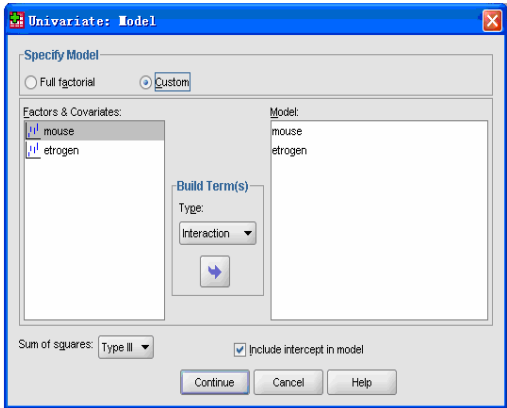 Univariate: Model
Specify Model
Full factorial
Custom
Factors & Covariates:
mouse
etrogen
Build Term(s)
Type:
Interaction
Model:
mouse
etrogen
Sum of squares:
Type III
Include intercept in model
Continue
Cancel
Help